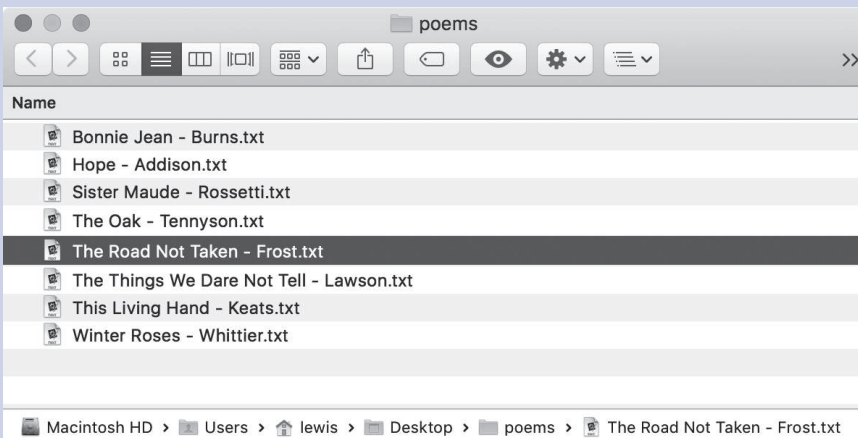 poems
Name
Bonnie Jean - Burns.txt
Hope - Addison.txt
Sister Maude - Rossetti.txt
The Oak - Tennyson.txt
The Road Not Taken - Frost.txt
The Things We Dare Not Tell - Lawson.txt
This Living Hand - Keats.txt
Winter Roses - Whittier.txt
Macintosh HD > Users > lewis > Desktop > poems > The Road Not Taken - Frost.txt